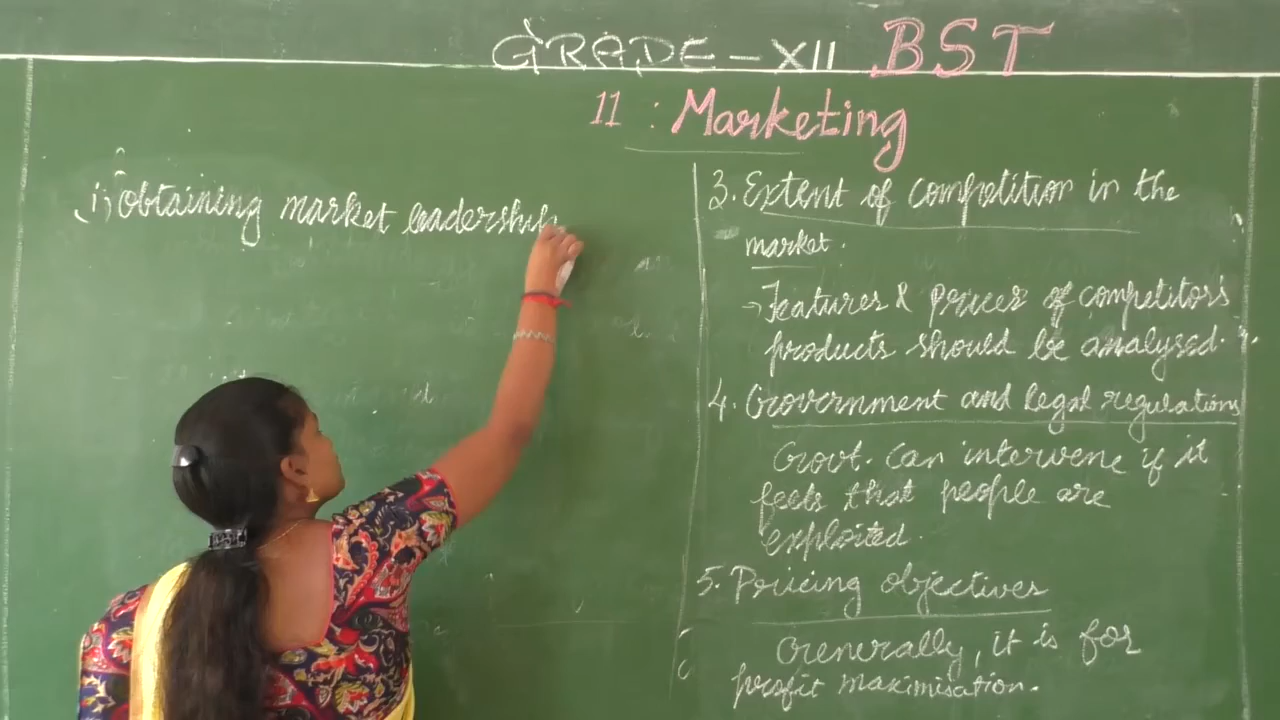 GRADE - XII BST
11 : Marketing
i) obtaining market leadership
3. Extent of competition in the
market.
→ Features & prices of competitors
products should be analysed.
4. Government and legal regulations
Govt. can intervene if it
feels that people are
exploited.
5. Pricing objectives
Generally, it is for
profit maximisation.